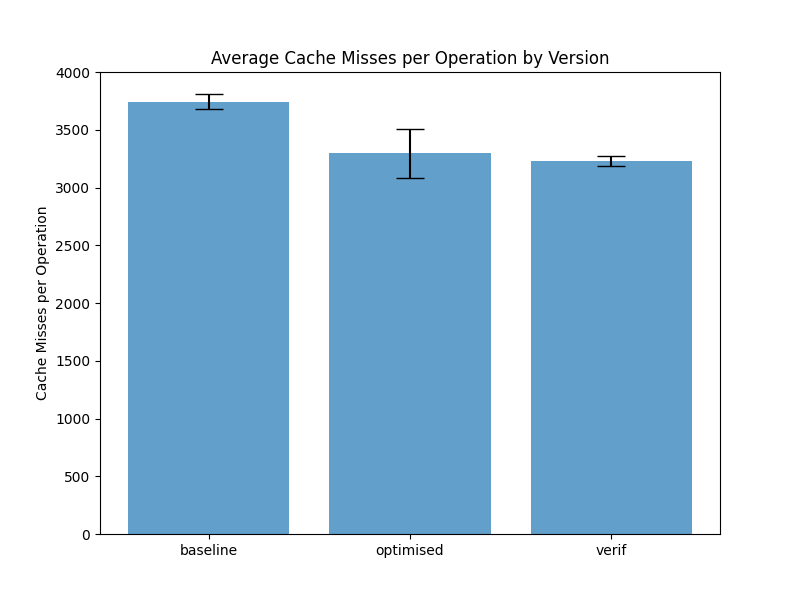 Average Cache Misses per Operation by Version
Cache Misses per Operation
4000
3500
3000
2500
2000
1500
1000
500
0
baseline
optimised
verif